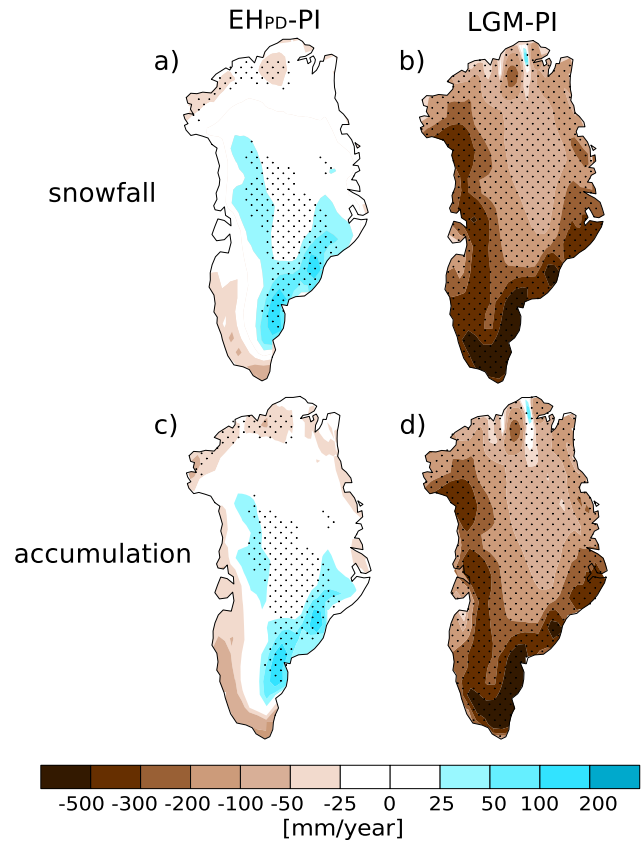 EHPD-PI
LGM-PI
a)
b)
snowfall
c)
d)
accumulation
-500 -300 -200 -100 -50 -25 0 25 50 100 200
[mm/year]